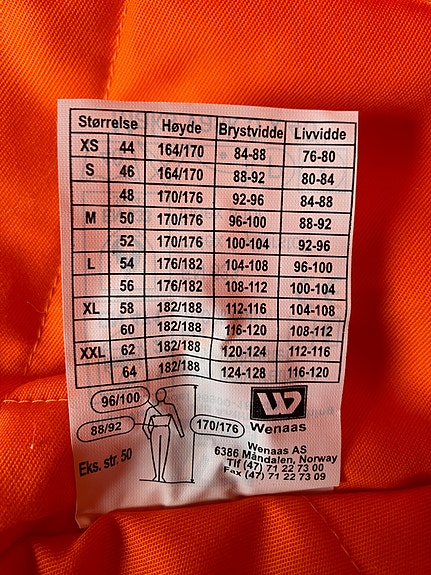 Størrelse Høyde Brystvidde Livvidde
XS 44 164/170 84-88 76-80
S 46 164/170 88-92 80-84
48 170/176 92-96 84-88
M 50 170/176 96-100 88-92
52 170/176 100-104 92-96
L 54 176/182 104-108 96-100
56 176/182 108-112 100-104
XL 58 182/188 112-116 104-108
60 182/188 116-120 108-112
XXL 62 182/188 120-124 112-116
64 182/188 124-128 116-120
96/100
88/92
170/176
Eks. str. 50
W
Wenaas
Wenaas AS
6386 Måndalen, Norway
Tlf (47) 71 22 73 00
Fax (47) 71 22 73 09